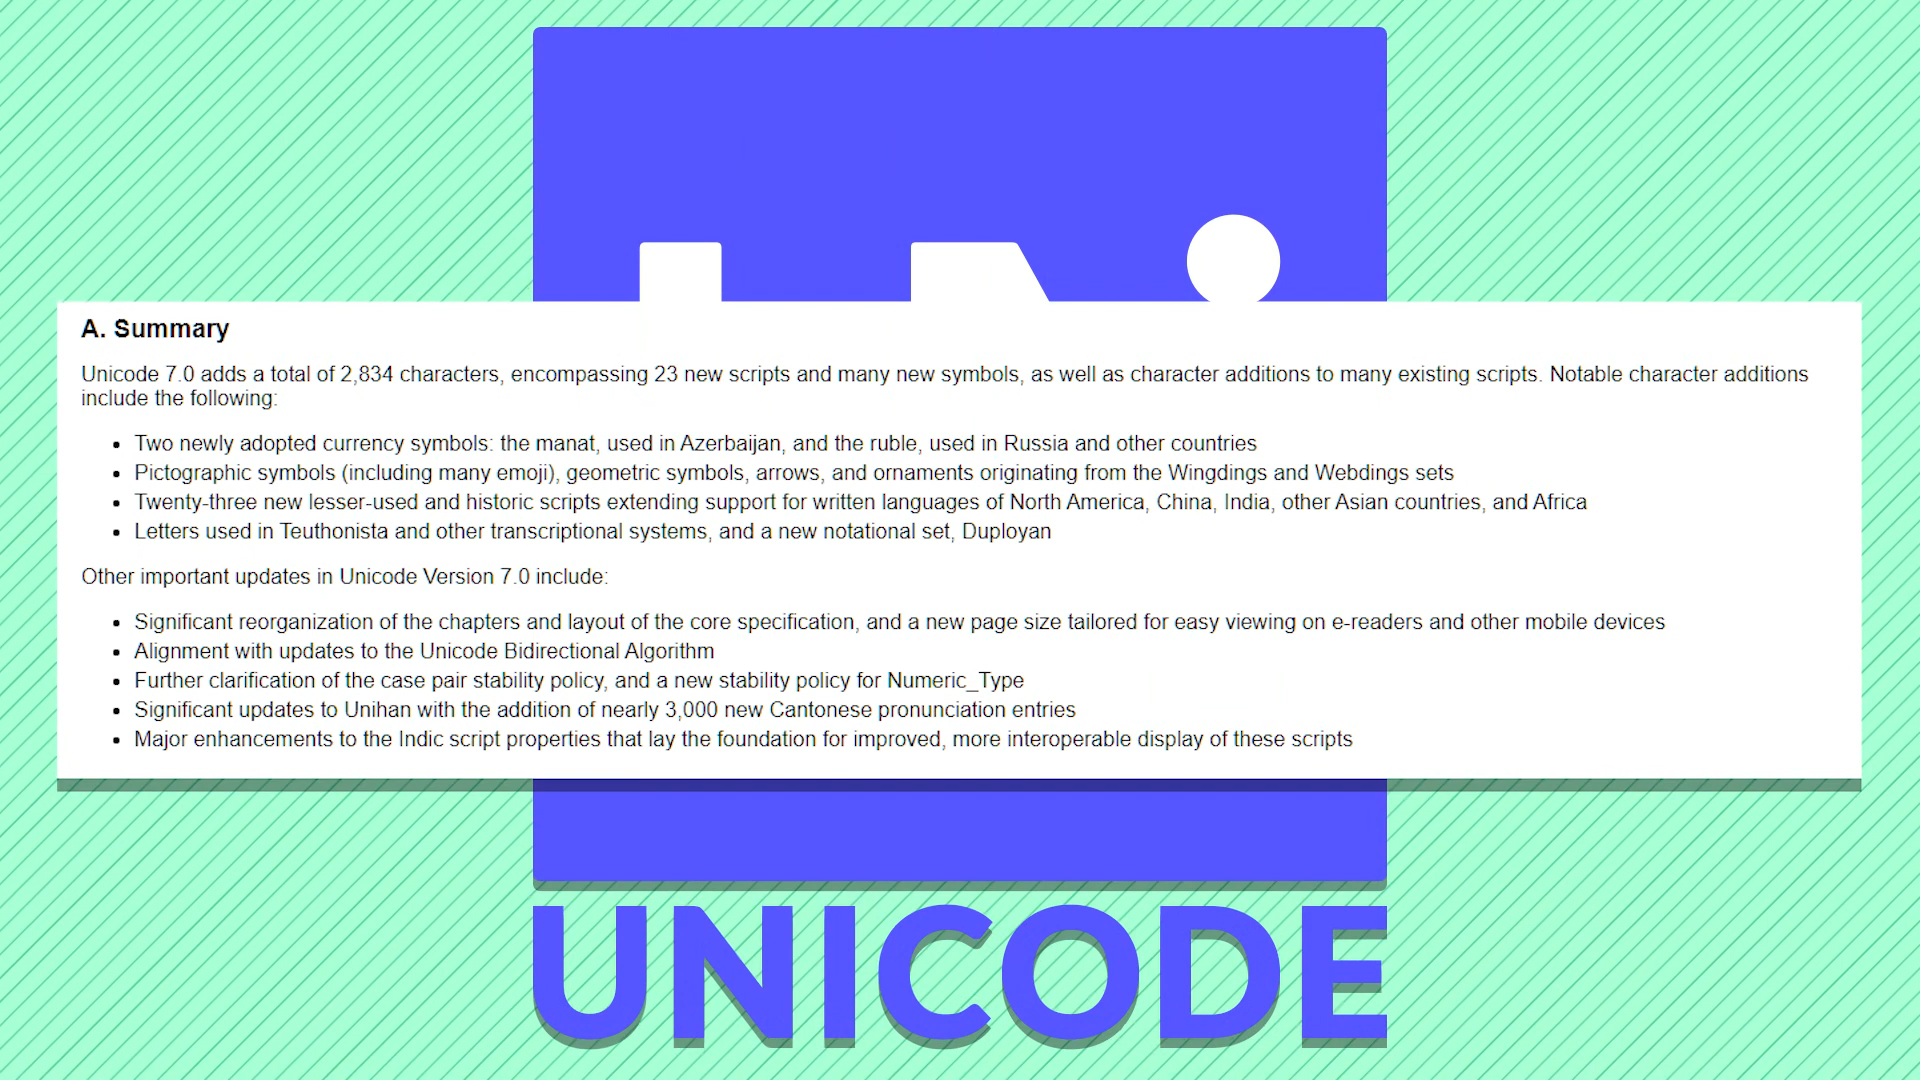 A. Summary
Unicode 7.0 adds a total of 2,834 characters, encompassing 23 new scripts and many new symbols, as well as character additions to many existing scripts. Notable character additions
include the following:
• Two newly adopted currency symbols: the manat, used in Azerbaijan, and the ruble, used in Russia and other countries
• Pictographic symbols (including many emoji), geometric symbols, arrows, and ornaments originating from the Wingdings and Webdings sets
• Twenty-three new lesser-used and historic scripts extending support for written languages of North America, China, India, other Asian countries, and Africa
• Letters used in Teuthonista and other transcriptional systems, and a new notational set, Duployan
Other important updates in Unicode Version 7.0 include:
• Significant reorganization of the chapters and layout of the core specification, and a new page size tailored for easy viewing on e-readers and other mobile devices
• Alignment with updates to the Unicode Bidirectional Algorithm
• Further clarification of the case pair stability policy, and a new stability policy for Numeric_Type
• Significant updates to Unihan with the addition of nearly 3,000 new Cantonese pronunciation entries
• Major enhancements to the Indic script properties that lay the foundation for improved, more interoperable display of these scripts
UNICODE